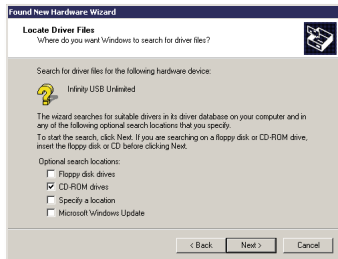 Found New Hardware Wizard
Locate Driver Files
Where do you want Windows to search for driver files?
Search for driver files for the following hardware device:
Infinity USB Unlimited
The wizard searches for suitable drivers in its driver database on your computer and in
any of the following optional search locations that you specify.
To start the search, click Next. If you are searching on a floppy disk or CD-ROM drive,
insert the floppy disk or CD before clicking Next.
Optional search locations:
Floppy disk drives
CD-ROM drives
Specify a location
Microsoft Windows Update
< Back Next > Cancel